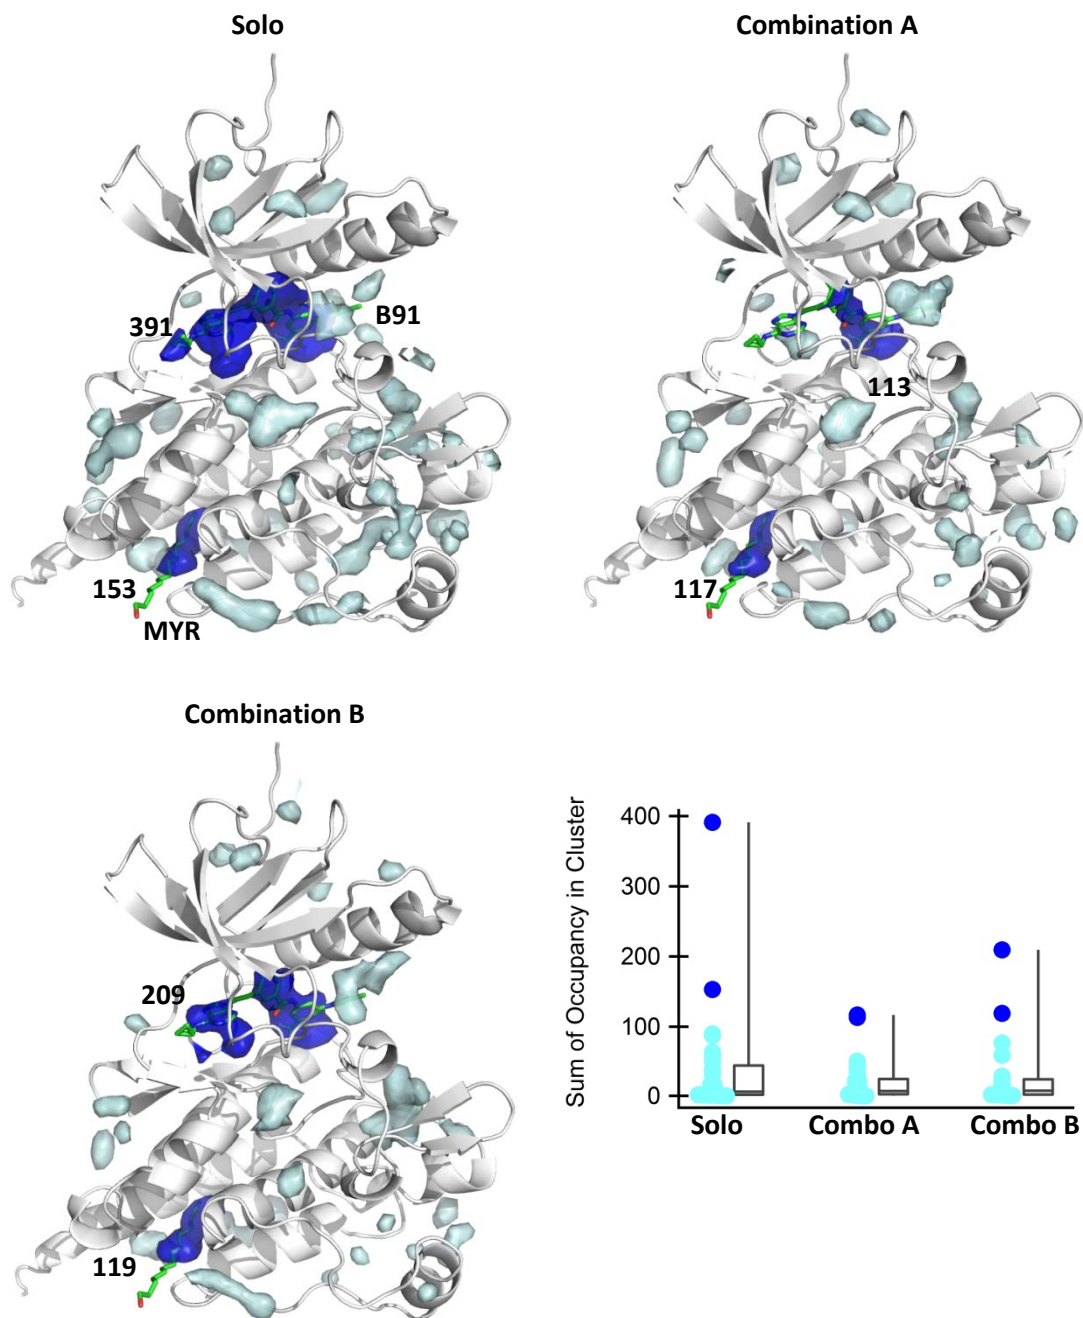 Solo
Combination A
391
B91
113
153
MYR
117
Combination B
209
119
Sum of Occupancy in Cluster
400
300
200
100
0
Solo
Combo A
Combo B